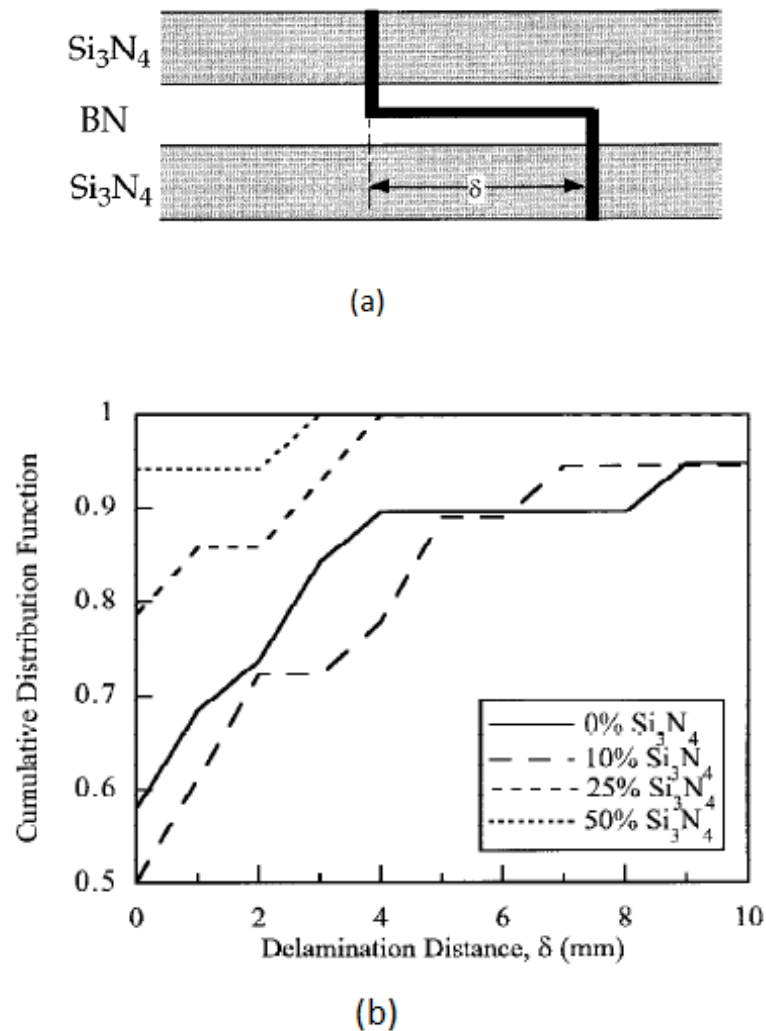 Si₃N₄
BN
Si₃N₄
δ
(a)
Cumulative Distribution Function
1
0.9
0.8
0.7
0.6
0.5
0% Si₃N₄
10% Si₃N₄
25% Si₃N₄
50% Si₃N₄
0 2 4 6 8 10
Delamination Distance, δ (mm)
(b)